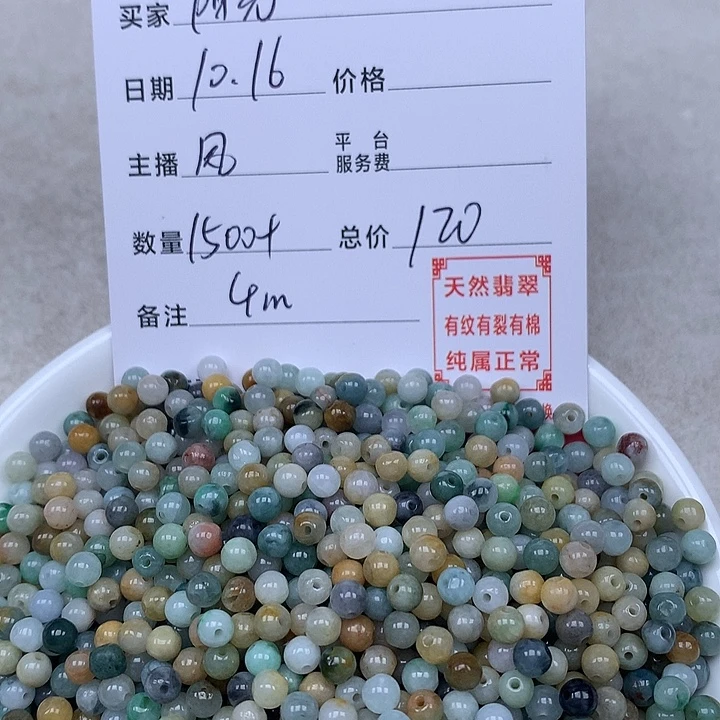 买家
日期 10.16 价格
主播 风 平台
服务费
数量 1500+ 总价 120
备注 4m
天然翡翠
有纹有裂有棉
纯属正常
换